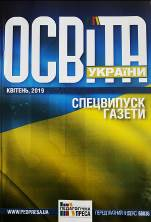 ОСВІТА
УКРАЇНИ
КВІТЕНЬ, 2019
СПЕЦВИПУСК
ГАЗЕТИ
WWW.PEDPRESA.UA
ПЕДАГОГІЧНА
ПРЕСА
ПЕРЕДПЛАТНИЙ ІНДЕКС